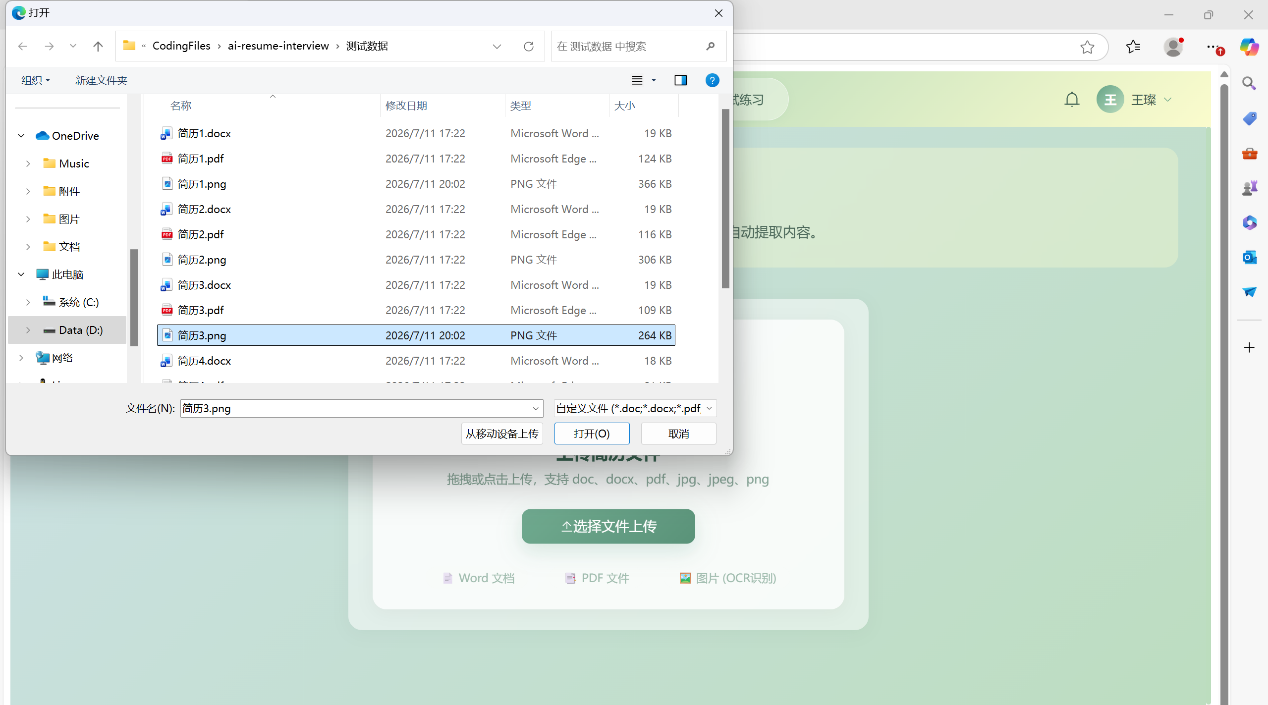 打开
CodingFiles › ai-resume-interview › 测试数据
在 测试数据 中搜索
组织
新建文件夹
名称 修改日期 类型 大小
OneDrive
Music
附件
图片
文档
此电脑
系统 (C:)
Data (D:)
网络
简历1.docx 2026/7/11 17:22 Microsoft Word ... 19 KB
简历1.pdf 2026/7/11 17:22 Microsoft Edge ... 124 KB
简历1.png 2026/7/11 20:02 PNG 文件 366 KB
简历2.docx 2026/7/11 17:22 Microsoft Word ... 19 KB
简历2.pdf 2026/7/11 17:22 Microsoft Edge ... 116 KB
简历2.png 2026/7/11 20:02 PNG 文件 306 KB
简历3.docx 2026/7/11 17:22 Microsoft Word ... 19 KB
简历3.pdf 2026/7/11 17:22 Microsoft Edge ... 109 KB
简历3.png 2026/7/11 20:02 PNG 文件 264 KB
简历4.docx 2026/7/11 17:22 Microsoft Word ... 18 KB
文件名(N): 简历3.png 自定义文件 (*.doc;*.docx;*.pdf
从移动设备上传 打开(O) 取消
试练习
王 王璨
自动提取内容。
上传简历文件
拖拽或点击上传，支持 doc、docx、pdf、jpg、jpeg、png
选择文件上传
Word 文档 PDF 文件 图片 (OCR识别)